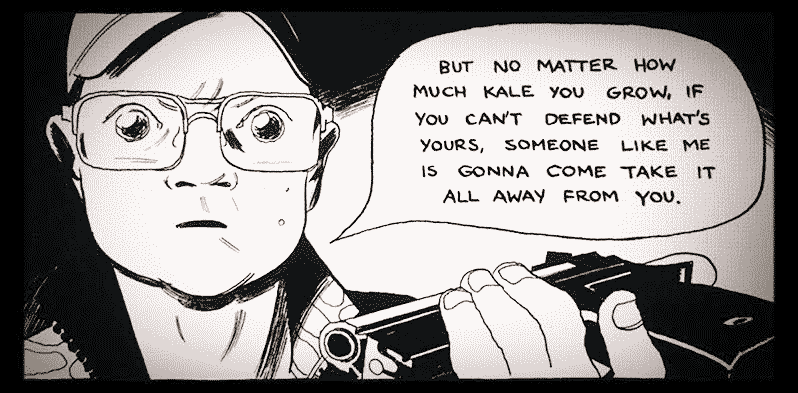 BUT NO MATTER HOW
MUCH KALE YOU GROW, IF
YOU CAN'T DEFEND WHAT'S
YOURS, SOMEONE LIKE ME
IS GONNA COME TAKE IT
ALL AWAY FROM YOU.